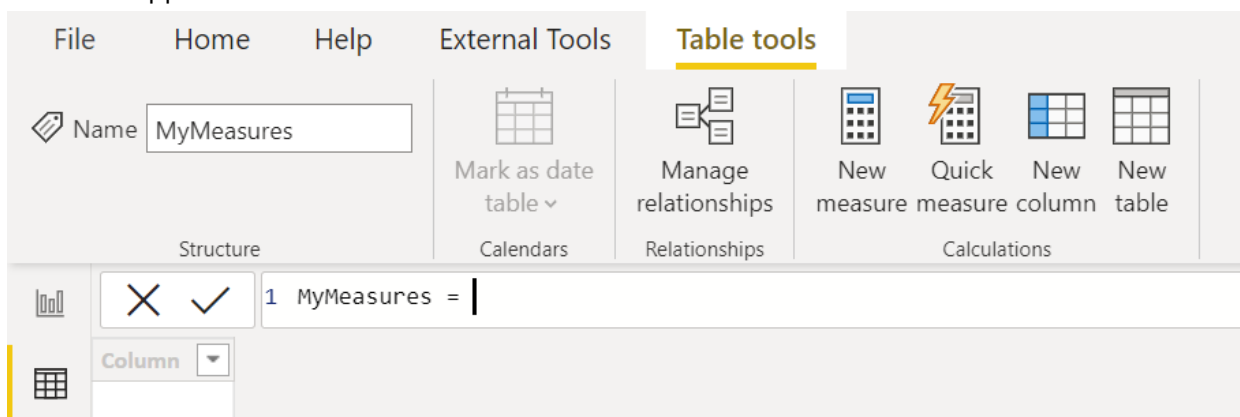 File Home Help External Tools Table tools
Name MyMeasures
Mark as date table
Manage relationships
New measure
Quick measure
New column
New table
Structure Calendars Relationships Calculations
1 MyMeasures =
Column